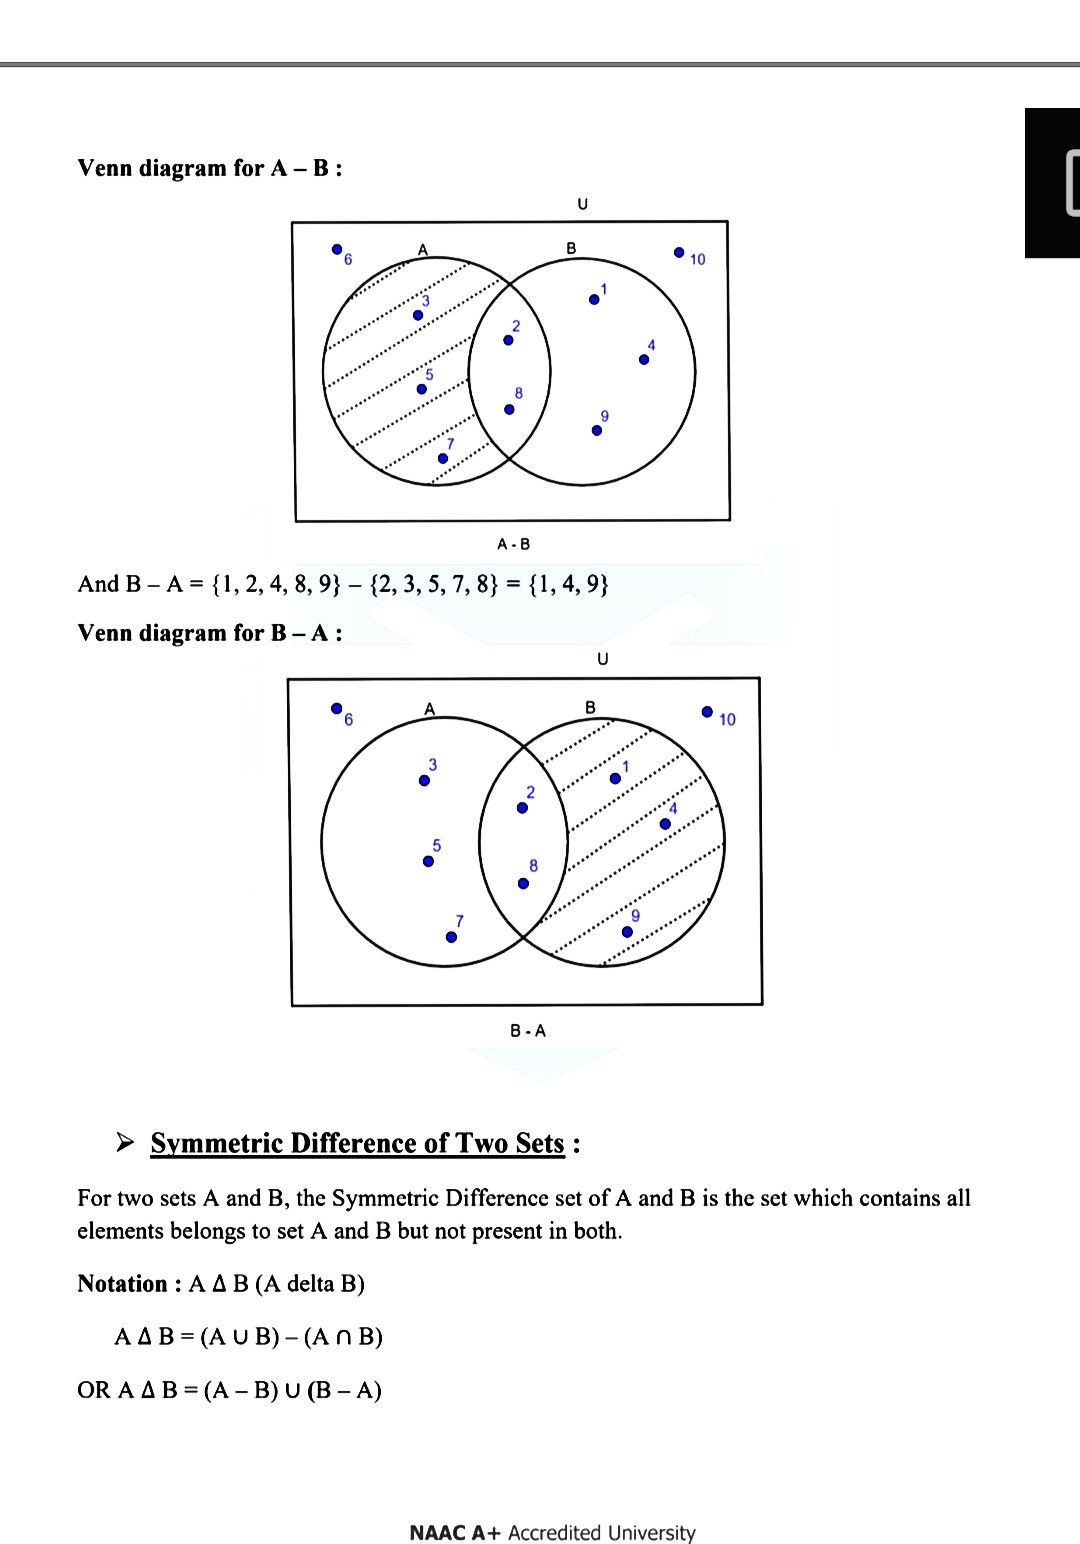 Venn diagram for A – B :
U
A
B
6
10
3
1
2
4
5
8
9
7
A - B
And B – A = {1, 2, 4, 8, 9} – {2, 3, 5, 7, 8} = {1, 4, 9}
Venn diagram for B – A :
U
A
B
6
10
3
1
2
4
5
8
9
7
B - A
➤ Symmetric Difference of Two Sets :
For two sets A and B, the Symmetric Difference set of A and B is the set which contains all
elements belongs to set A and B but not present in both.
Notation : A Δ B (A delta B)
A Δ B = (A ∪ B) – (A ∩ B)
OR A Δ B = (A – B) ∪ (B – A)
NAAC A+ Accredited University